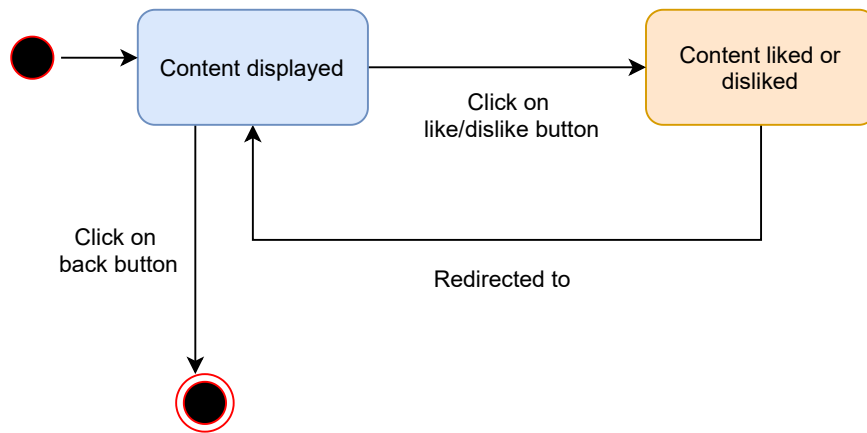 Content displayed
Content liked or
disliked
Click on
like/dislike button
Click on
back button
Redirected to